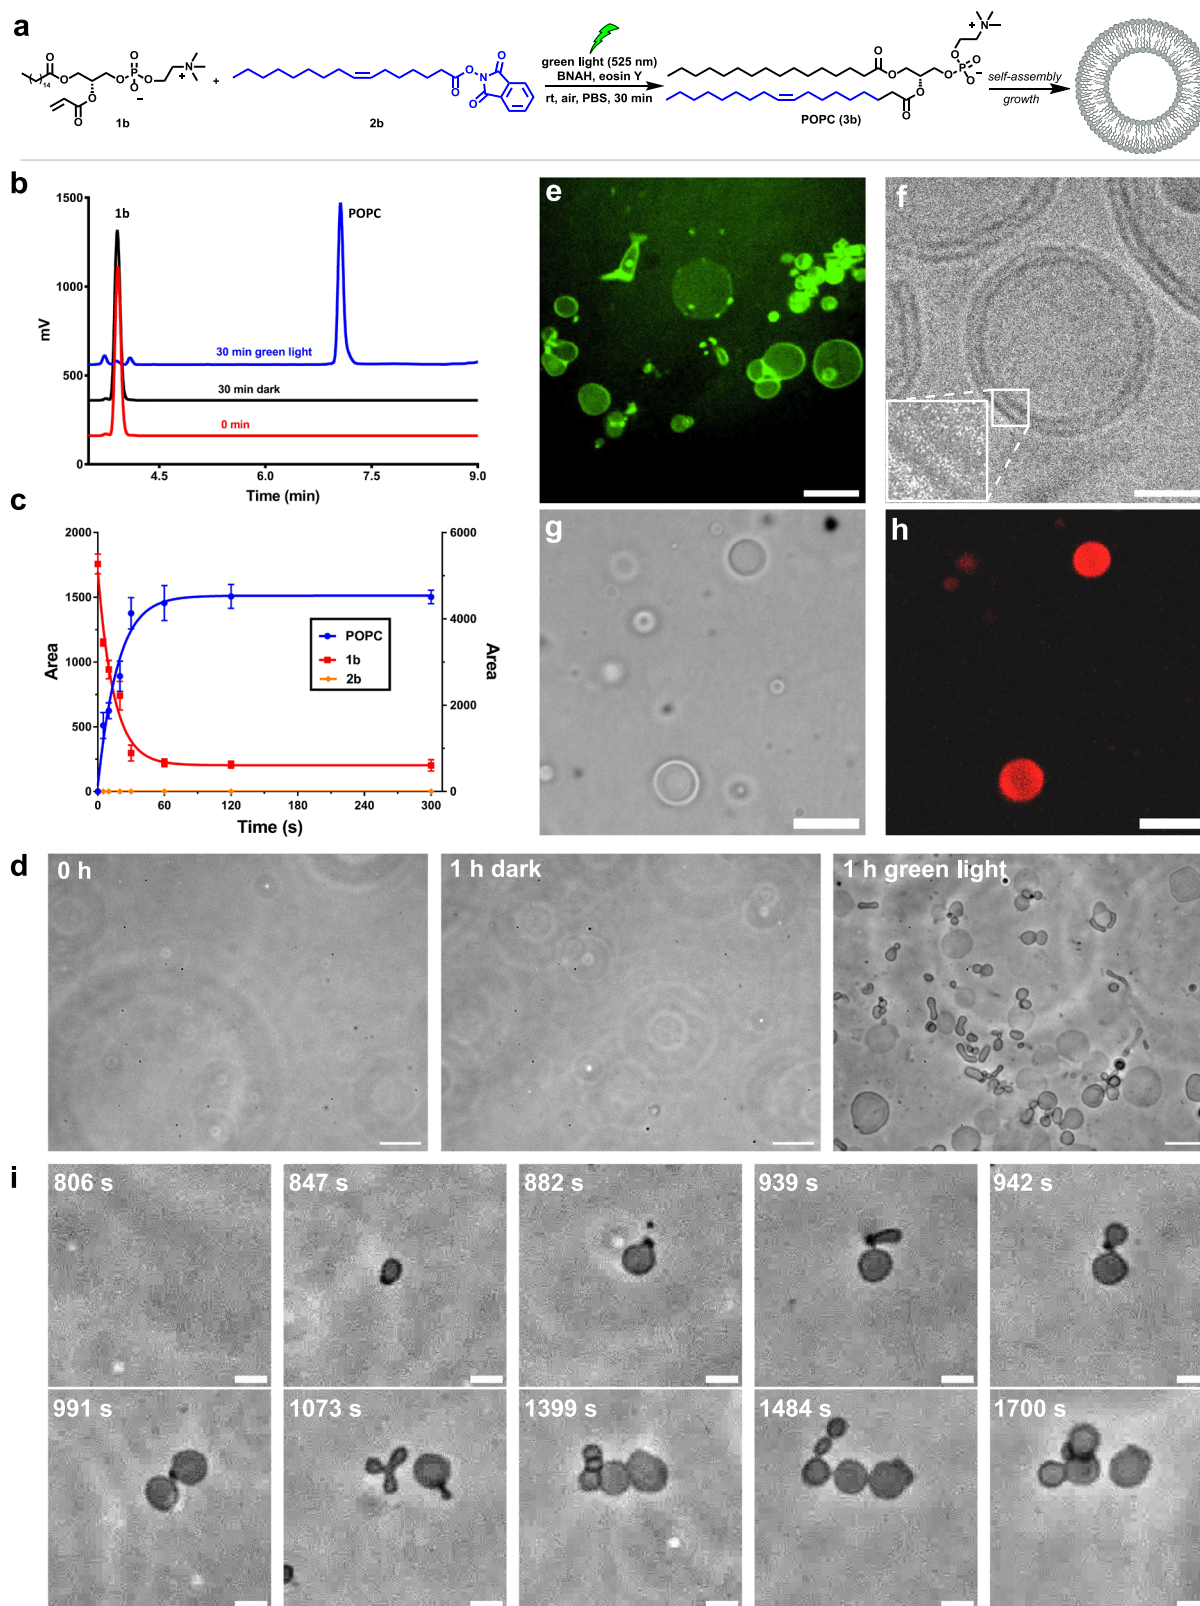 a
O
14
O
O
P
O
O
−
O
N
+
O
O
1b
+
O
O
O
N
O
O
2b
green light (525 nm)
BNAH, eosin Y
rt, air, PBS, 30 min
O
O
O
P
O
O
−
O
N
+
O
O
POPC (3b)
self-assembly
growth
b
1500
1000
500
0
mV
1b
POPC
30 min green light
30 min dark
0 min
4.5
6.0
7.5
9.0
Time (min)
c
2000
1500
1000
500
0
Area
6000
4000
2000
0
Area
POPC
1b
2b
0
60
120
180
240
300
Time (s)
e
f
g
h
d
0 h
1 h dark
1 h green light
i
806 s
847 s
882 s
939 s
942 s
991 s
1073 s
1399 s
1484 s
1700 s